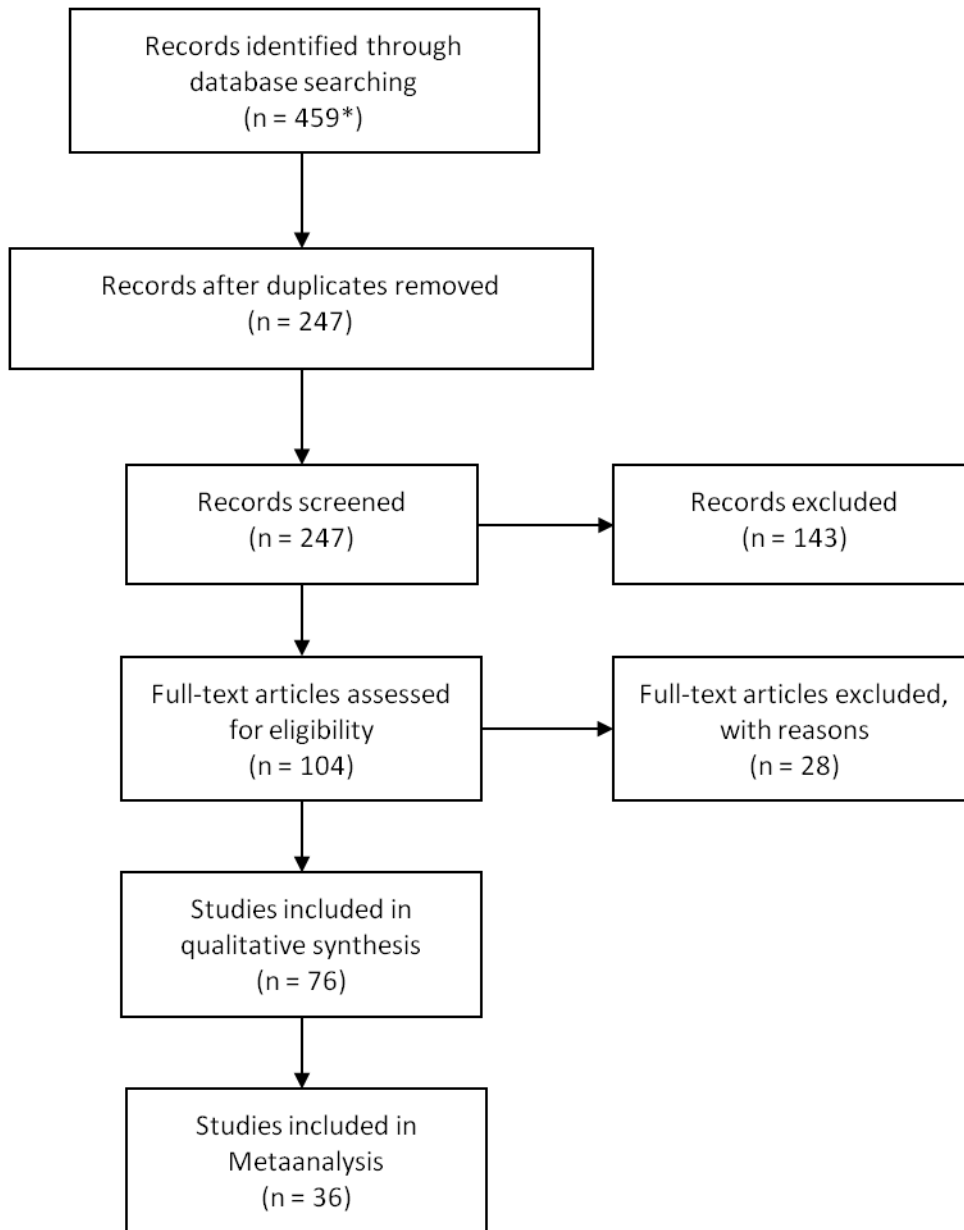 Records identified through
database searching
(n = 459*)
Records after duplicates removed
(n = 247)
Records screened
(n = 247)
Records excluded
(n = 143)
Full-text articles assessed
for eligibility
(n = 104)
Full-text articles excluded,
with reasons
(n = 28)
Studies included in
qualitative synthesis
(n = 76)
Studies included in
Metaanalysis
(n = 36)